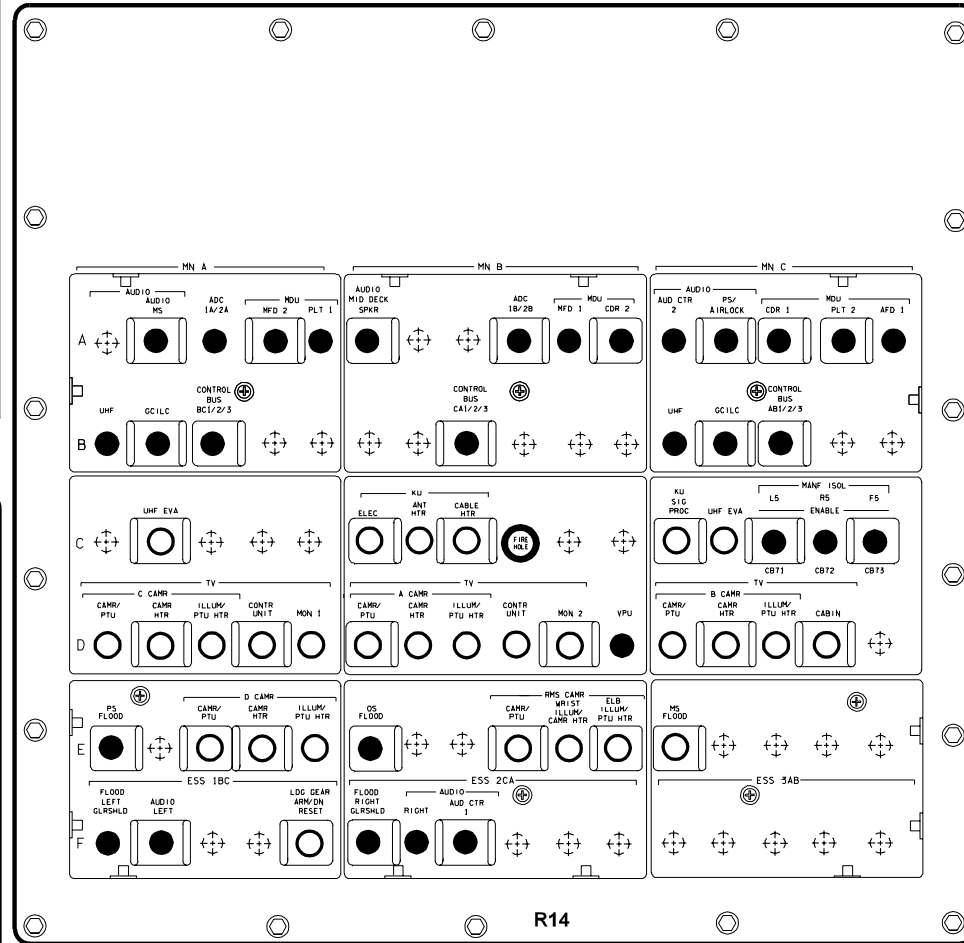 MN A
MN B
MN C
AUDIO
AUDIO MS
ADC 1A/2A
MDU
MFD 2
PLT 1
AUDIO MID DECK SPKR
ADC 1B/2B
MDU
MFD 1
CDR 2
AUDIO
AUD CTR 2
PS/ AIRLOCK
MDU
CDR 1
PLT 2
AFD 1
A
CONTROL BUS BC1/2/3
CONTROL BUS CA1/2/3
CONTROL BUS AB1/2/3
UHF
GCILC
UHF
GCILC
B
UHF EVA
KU
ELEC
ANT HTR
CABLE HTR
FIRE HOLE
KU SIG PROC
UHF EVA
MANF ISOL
L5
R5
F5
ENABLE
C
CB71
CB72
CB73
TV
C CAMR
CAMR/ PTU
CAMR HTR
ILLUM/ PTU HTR
CONTR UNIT
MON 1
TV
A CAMR
CAMR/ PTU
CAMR HTR
ILLUM/ PTU HTR
CONTR UNIT
MON 2
VPU
TV
B CAMR
CAMR/ PTU
CAMR HTR
ILLUM/ PTU HTR
CABIN
D
PS FLOOD
D CAMR
CAMR/ PTU
CAMR HTR
ILLUM/ PTU HTR
OS FLOOD
RMS CAMR
CAMR/ PTU
WRIST ILLUM/ CAMR HTR
ELB ILLUM/ PTU HTR
MS FLOOD
E
ESS 1BC
ESS 2CA
ESS 3AB
FLOOD LEFT GLRSHLD
AUDIO LEFT
LDG GEAR ARM/DN RESET
FLOOD RIGHT GLRSHLD
AUDIO
RIGHT
AUD CTR 1
F
R14